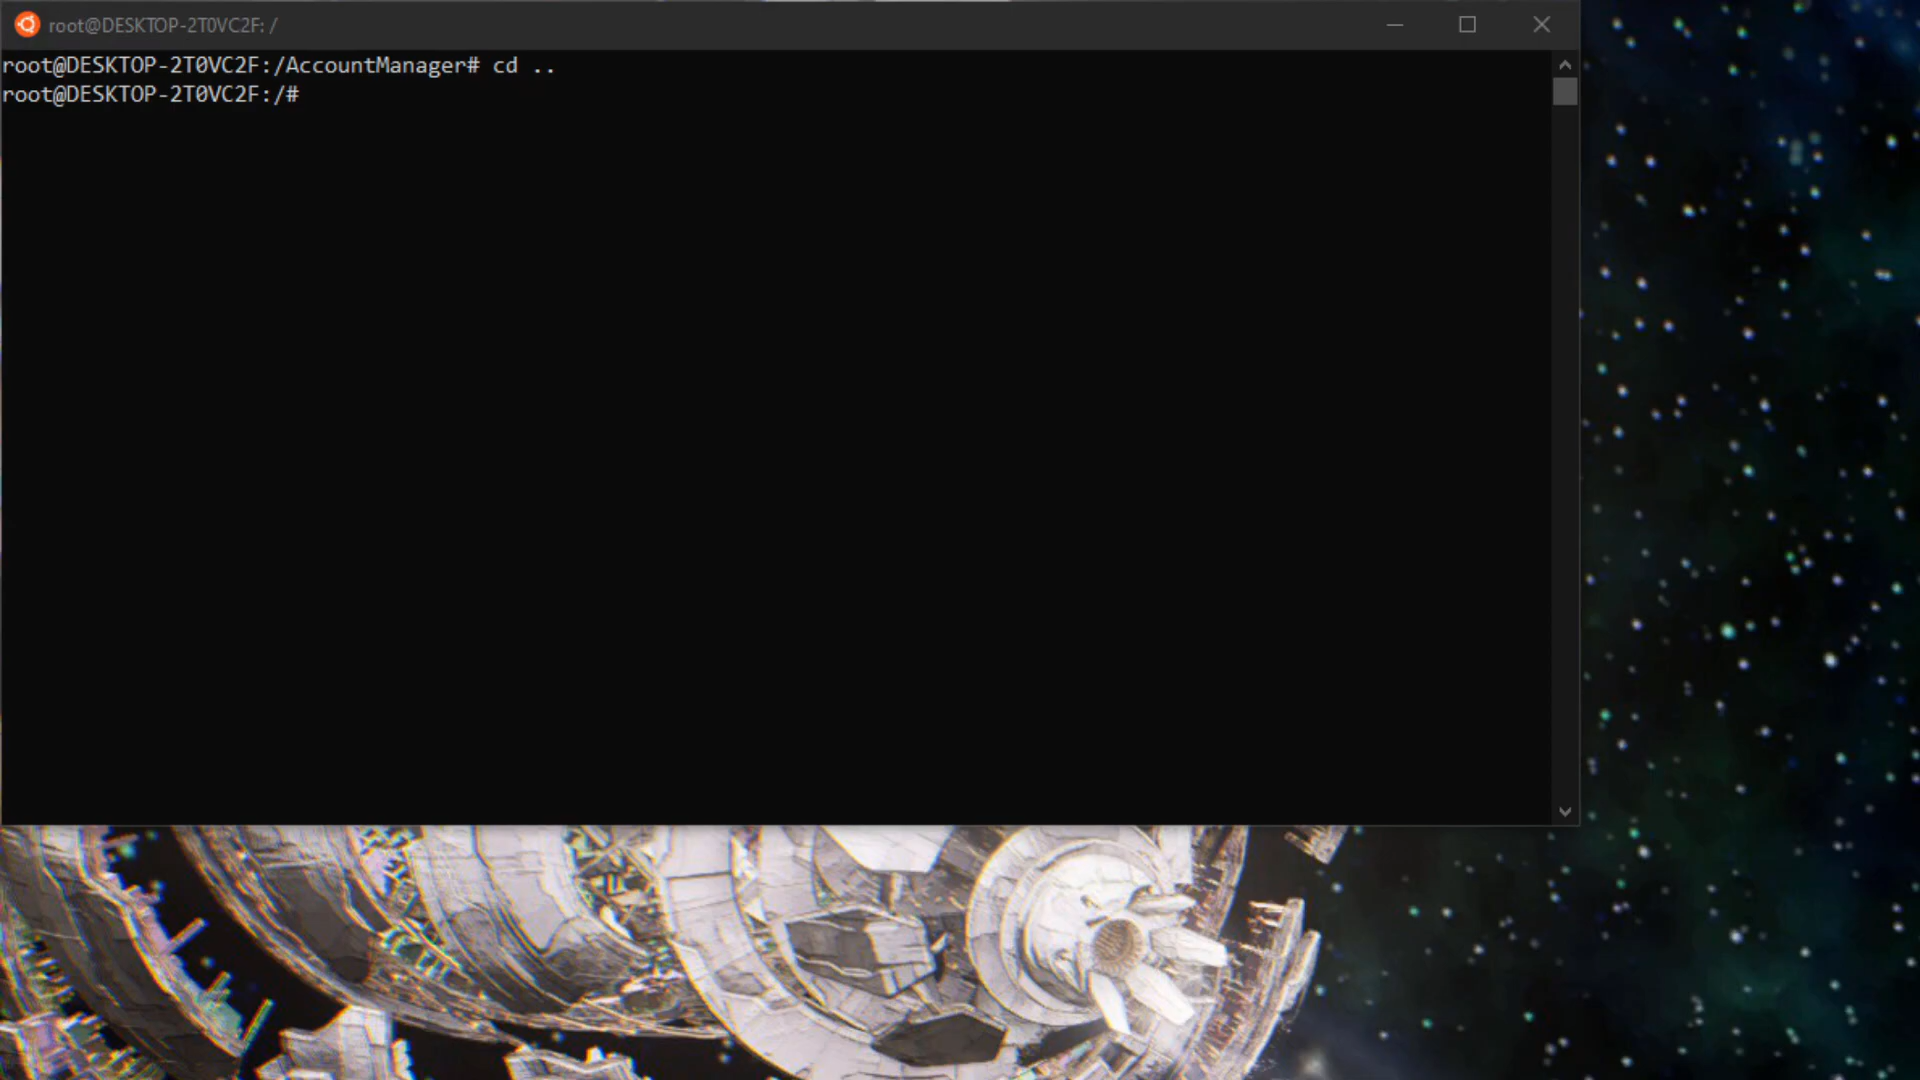 root@DESKTOP-2T0VC2F: /
root@DESKTOP-2T0VC2F:/AccountManager# cd ..
root@DESKTOP-2T0VC2F:/#